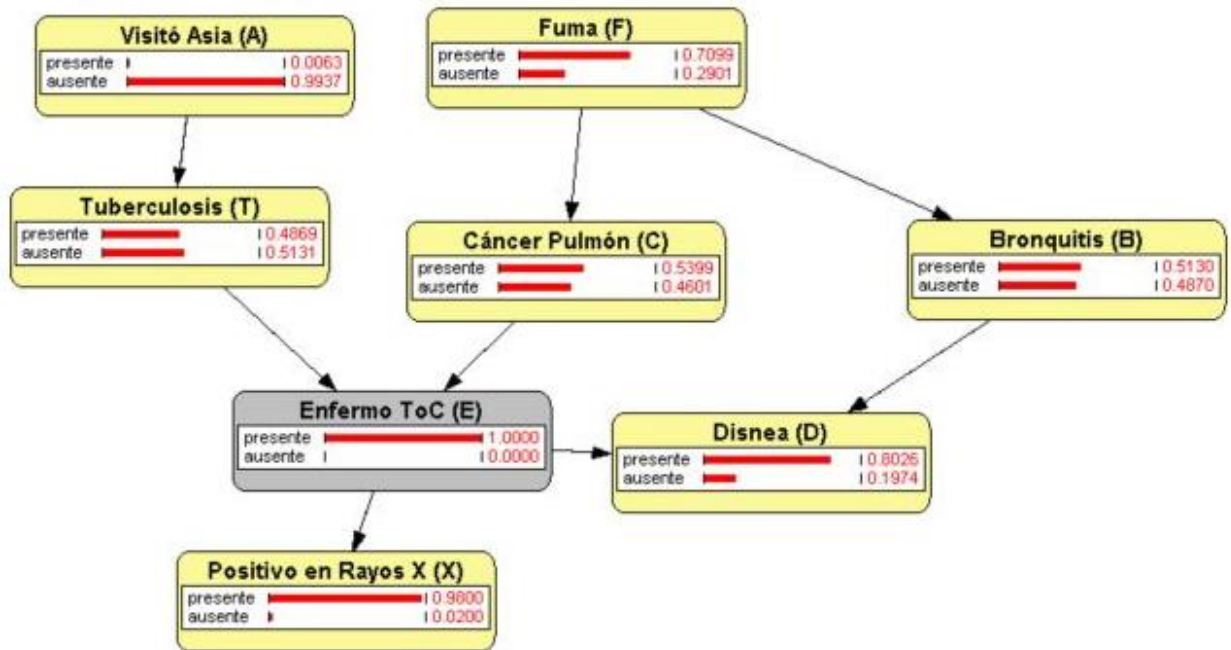 Visitó Asia (A)
presente 0.0063
ausente 0.9937
Fuma (F)
presente 0.7099
ausente 0.2901
Tuberculosis (T)
presente 0.4869
ausente 0.5131
Cáncer Pulmón (C)
presente 0.5399
ausente 0.4601
Bronquitis (B)
presente 0.5130
ausente 0.4870
Enfermo ToC (E)
presente 1.0000
ausente 0.0000
Disnea (D)
presente 0.8026
ausente 0.1974
Positivo en Rayos X (X)
presente 0.9800
ausente 0.0200